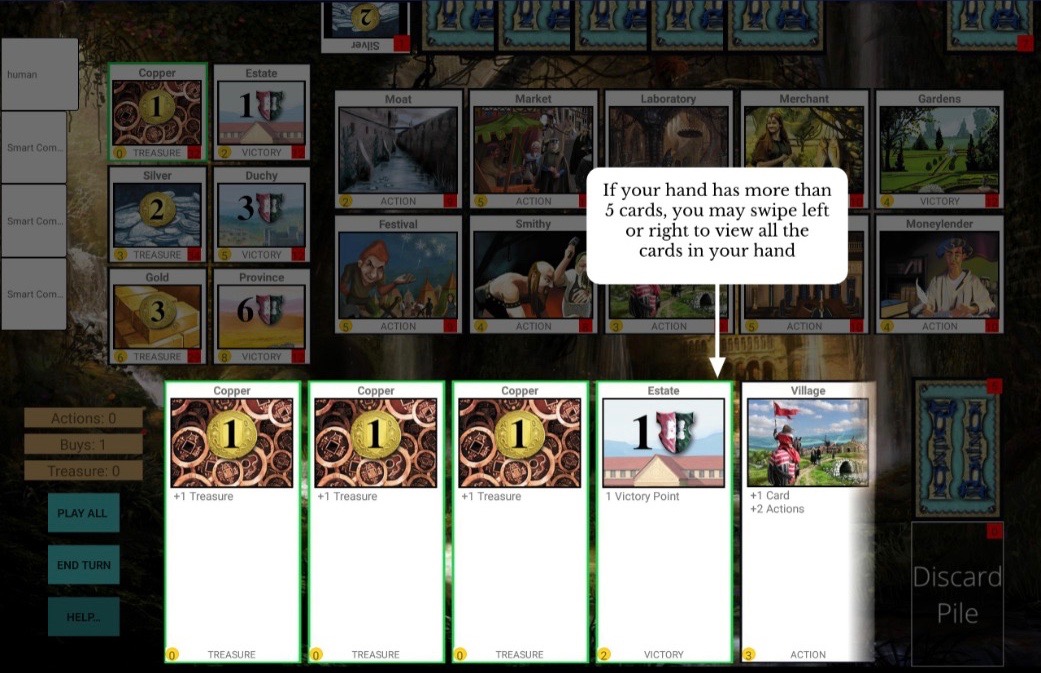 2
Silver
human
Smart Com...
Smart Com...
Smart Com...
Copper
1
0 TREASURE
Estate
1
2 VICTORY
Silver
2
3 TREASURE
Duchy
3
5 VICTORY
Gold
3
6 TREASURE
Province
6
8 VICTORY
Moat
2 ACTION
Market
5 ACTION
Laboratory
Merchant
Gardens
4 VICTORY
Festival
5 ACTION
Smithy
4 ACTION
3 ACTION
5 ACTION
Moneylender
4 ACTION
If your hand has more than
5 cards, you may swipe left
or right to view all the
cards in your hand
Actions: 0
Buys: 1
Treasure: 0
PLAY ALL
END TURN
HELP...
Copper
1
+1 Treasure
0 TREASURE
Copper
1
+1 Treasure
0 TREASURE
Copper
1
+1 Treasure
0 TREASURE
Estate
1
1 Victory Point
2 VICTORY
Village
+1 Card
+2 Actions
3 ACTION
Discard
Pile